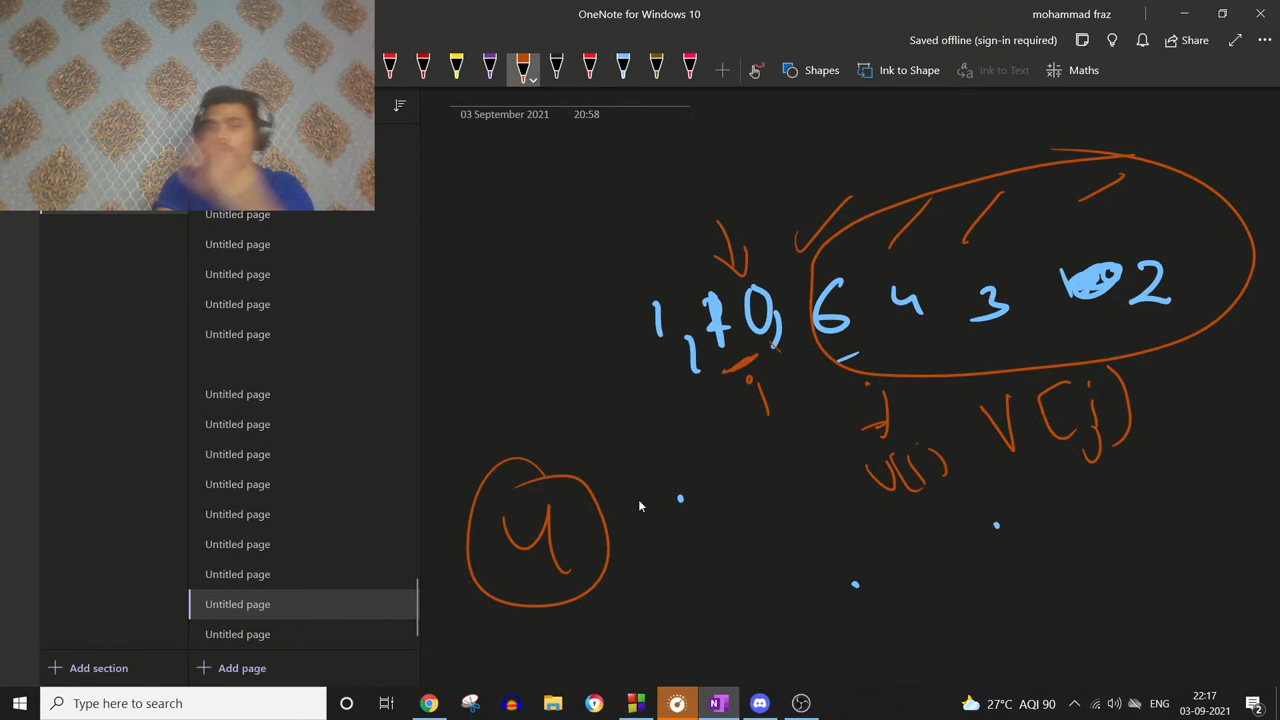 OneNote for Windows 10
mohammad fraz
Saved offline (sign-in required)
Share
Shapes
Ink to Shape
Ink to Text
Maths
03 September 2021 20:58
Untitled page
Untitled page
Untitled page
Untitled page
Untitled page
Untitled page
Untitled page
Untitled page
Untitled page
Untitled page
Untitled page
Untitled page
Untitled page
Untitled page
Add section
Add page
6 4 3 2
i
j
V(j)
V(i)
4
Type here to search
27°C AQI 90
ENG
22:17
03-09-2021
2